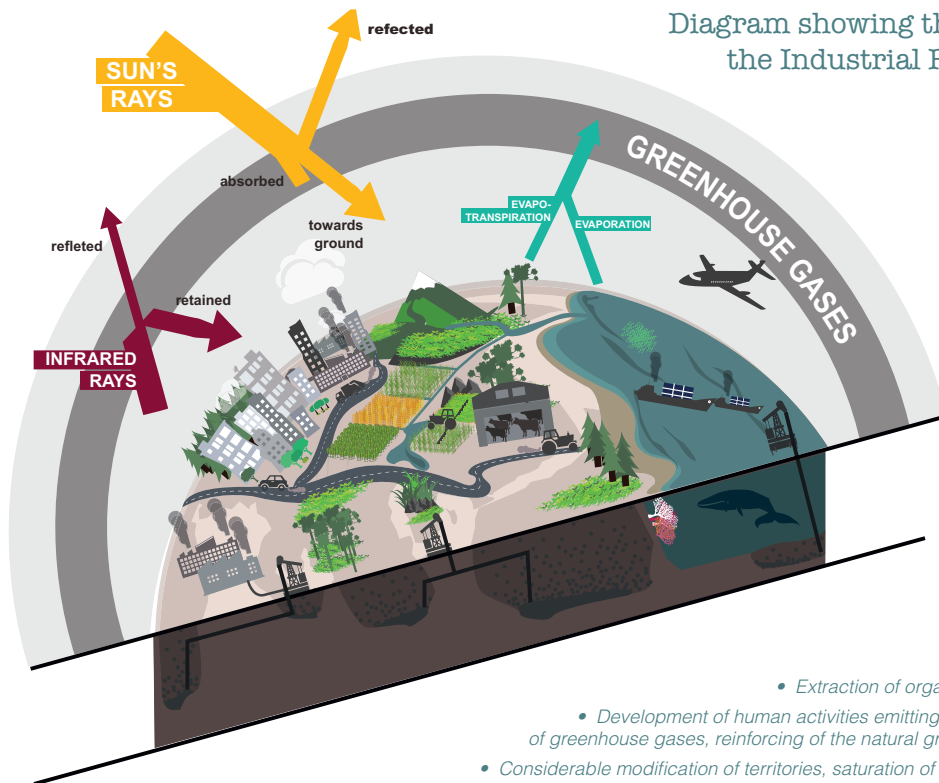 Diagram showing th
the Industrial
refected
SUN'S
RAYS
absorbed
towards
ground
GREENHOUSE GASES
EVAPO-
TRANSPIRATION
EVAPORATION
refleted
retained
INFRARED
RAYS
• Extraction of orga
• Development of human activities emitting
of greenhouse gases, reinforcing of the natural gr
• Considerable modification of territories, saturation of